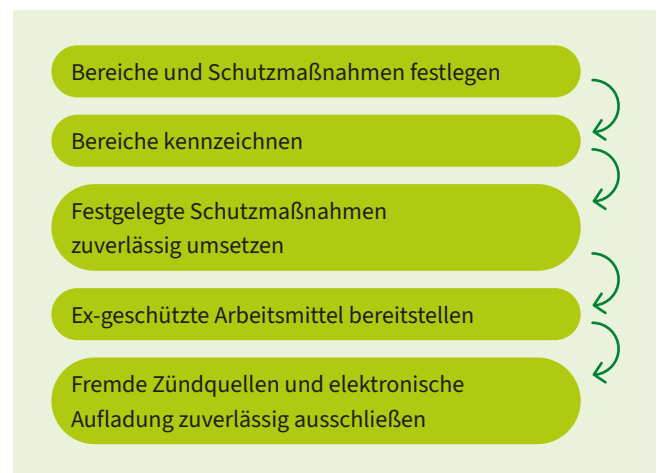 Bereiche und Schutzmaßnahmen festlegen
Bereiche kennzeichnen
Festgelegte Schutzmaßnahmen
zuverlässig umsetzen
Ex-geschützte Arbeitsmittel bereitstellen
Fremde Zündquellen und elektronische
Aufladung zuverlässig ausschließen